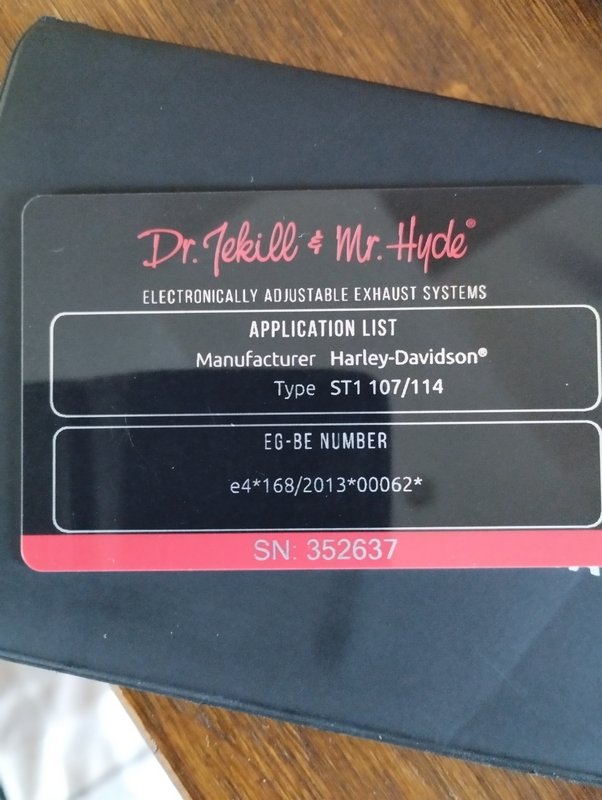 Dr. Jekill & Mr. Hyde®
ELECTRONICALLY ADJUSTABLE EXHAUST SYSTEMS
APPLICATION LIST
Manufacturer Harley-Davidson®
Type ST1 107/114
EG-BE NUMBER
e4*168/2013*00062*
SN: 352637